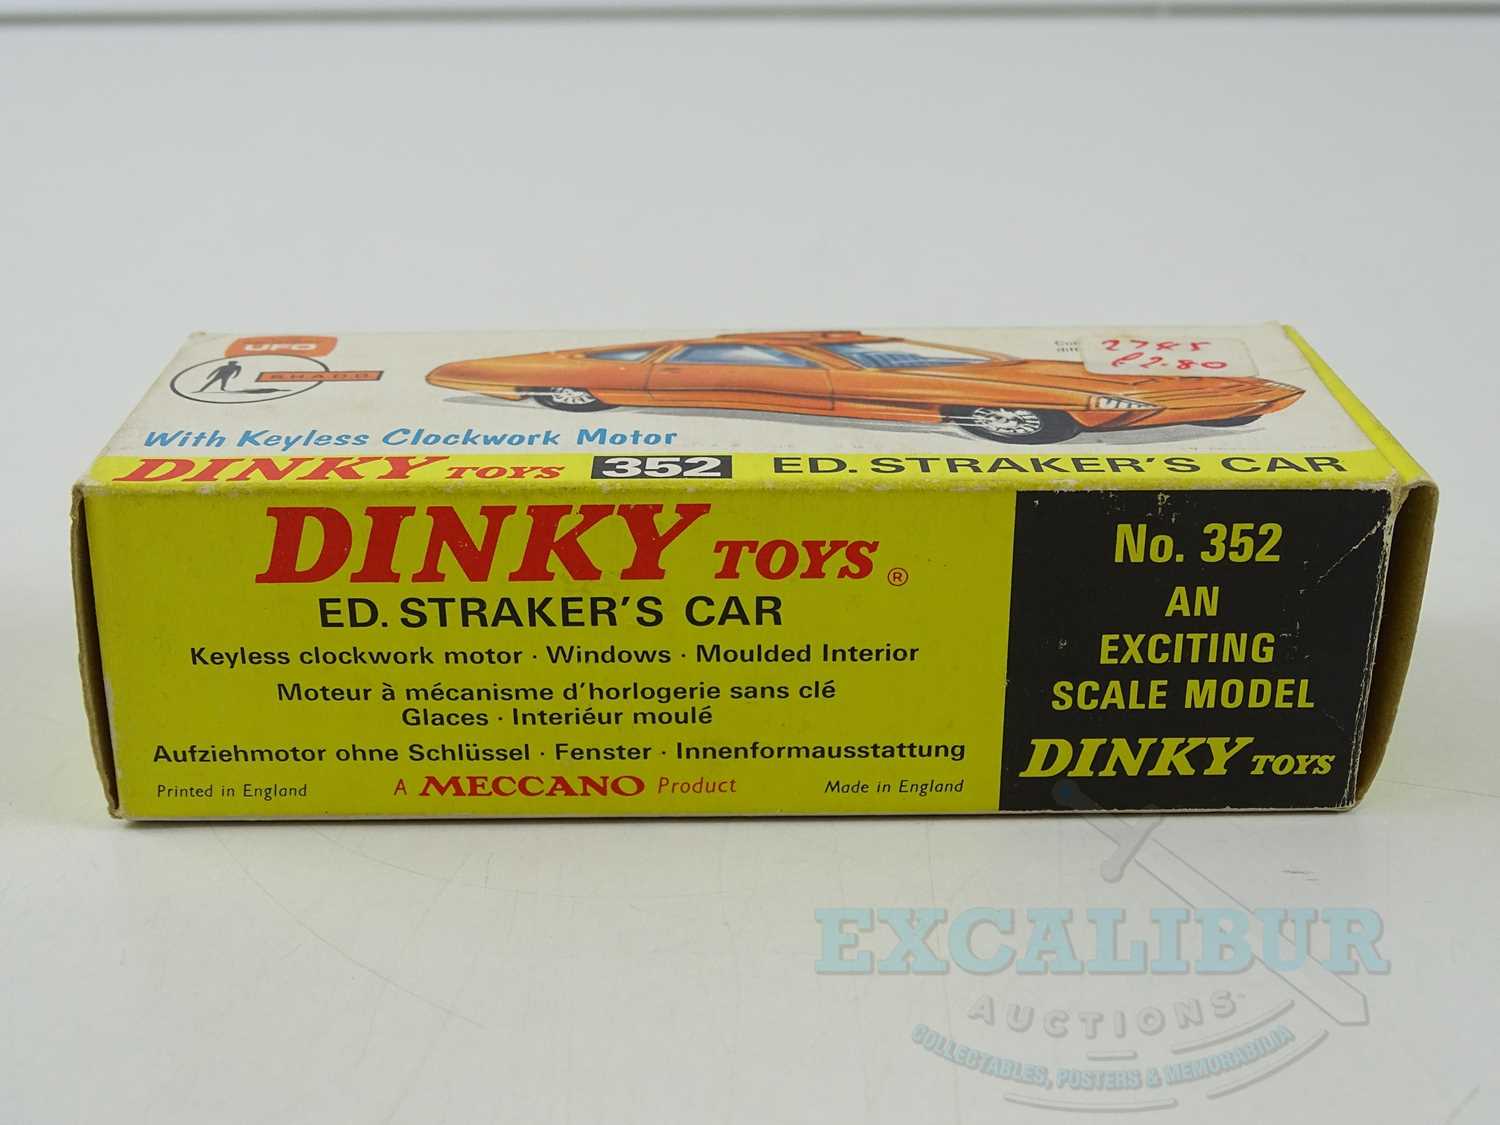 UFO
S.H.A.D.O
2745
£2.80
With Keyless Clockwork Motor
DINKY TOYS 352 ED. STRAKER'S CAR
DINKY TOYS ®
ED. STRAKER'S CAR
Keyless clockwork motor · Windows · Moulded Interior
Moteur à mécanisme d'horlogerie sans clé
Glaces · Interiéur moulé
Aufziehmotor ohne Schlüssel · Fenster · Innenformausstattung
Printed in England A MECCANO Product Made in England
No. 352
AN
EXCITING
SCALE MODEL
DINKY TOYS
EXCALIBUR
AUCTIONS
COLLECTABLES, POSTERS & MEMORABILIA